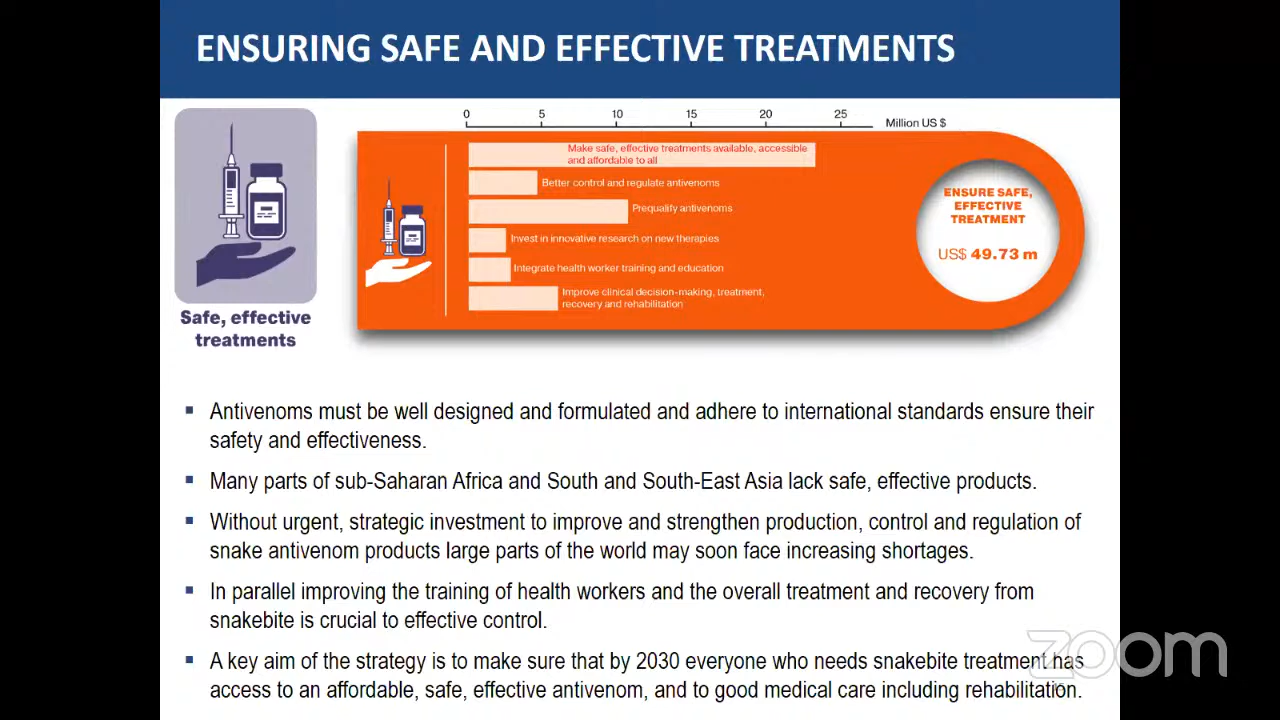 ENSURING SAFE AND EFFECTIVE TREATMENTS
0 5 10 15 20 25 Million US $
Make safe, effective treatments available, accessible
and affordable to all
Better control and regulate antivenoms
Prequalify antivenoms
Invest in innovative research on new therapies
Integrate health worker training and education
Improve clinical decision-making, treatment,
recovery and rehabilitation
ENSURE SAFE,
EFFECTIVE
TREATMENT
US$ 49.73 m
Safe, effective
treatments
▪ Antivenoms must be well designed and formulated and adhere to international standards ensure their
safety and effectiveness.
▪ Many parts of sub-Saharan Africa and South and South-East Asia lack safe, effective products.
▪ Without urgent, strategic investment to improve and strengthen production, control and regulation of
snake antivenom products large parts of the world may soon face increasing shortages.
▪ In parallel improving the training of health workers and the overall treatment and recovery from
snakebite is crucial to effective control.
▪ A key aim of the strategy is to make sure that by 2030 everyone who needs snakebite treatment has
access to an affordable, safe, effective antivenom, and to good medical care including rehabilitation.
zoom